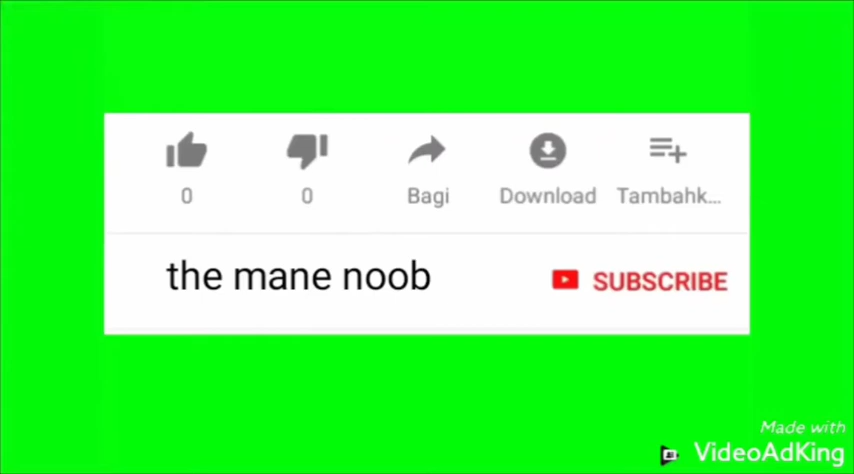 0 0 Bagi Download Tambahk...
the mane noob SUBSCRIBE
Made with
VideoAdKing